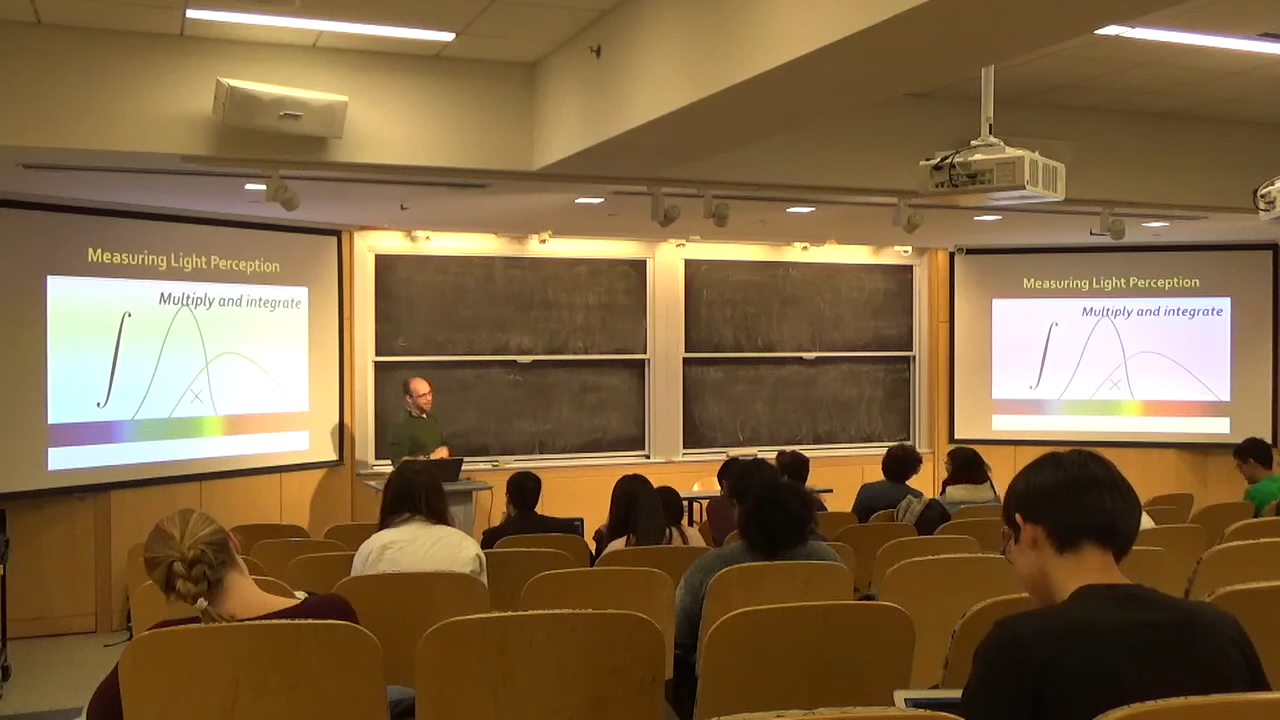 Measuring Light Perception
Multiply and integrate
∫
×
Measuring Light Perception
Multiply and integrate
∫
×